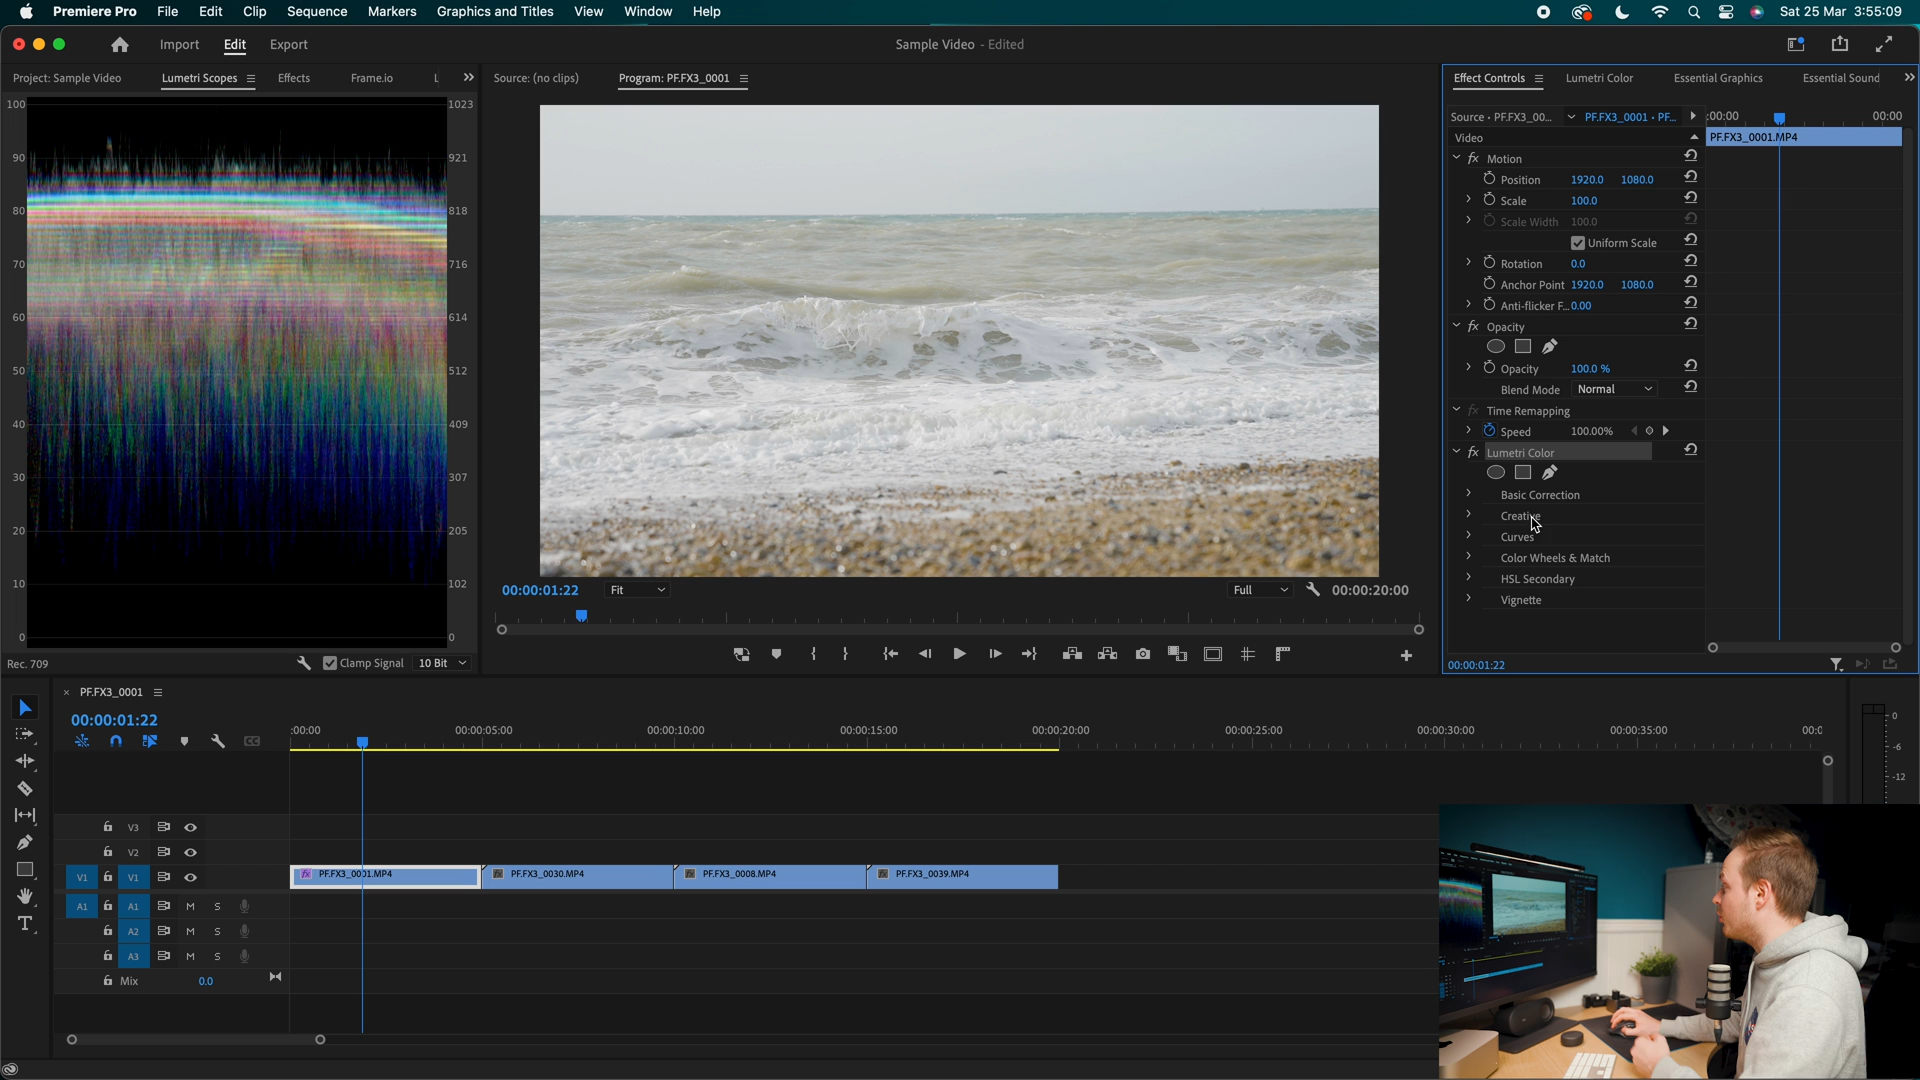 Premiere Pro File Edit Clip Sequence Markers Graphics and Titles View Window Help Sat 25 Mar 3:55:09
Import Edit Export Sample Video - Edited
Project: Sample Video Lumetri Scopes Effects Frame.io
Source: (no clips) Program: PF.FX3_0001
Effect Controls Lumetri Color Essential Graphics Essential Sound
100 1023
90 921
80 818
70 716
60 614
50 512
40 409
30 307
20 205
10 102
0 0
Rec. 709 Clamp Signal 10 Bit
00:00:01:22 Fit Full 00:00:20:00
Source • PF.FX3_00... PF.FX3_0001 • PF... :00:00 00:00
Video PF.FX3_0001.MP4
fx Motion
Position 1920.0 1080.0
Scale 100.0
Scale Width 100.0
Uniform Scale
Rotation 0.0
Anchor Point 1920.0 1080.0
Anti-flicker F... 0.00
fx Opacity
Opacity 100.0 %
Blend Mode Normal
fx Time Remapping
Speed 100.00%
fx Lumetri Color
Basic Correction
Creative
Curves
Color Wheels & Match
HSL Secondary
Vignette
00:00:01:22
× PF.FX3_0001
00:00:01:22
:00:00 00:00:05:00 00:00:10:00 00:00:15:00 00:00:20:00 00:00:25:00 00:00:30:00 00:00:35:00 00:0
CC
V3
V2
V1 V1
fx PF.FX3_0001.MP4 fx PF.FX3_0030.MP4 fx PF.FX3_0008.MP4 fx PF.FX3_0039.MP4
A1 A1 M S
A2 M S
A3 M S
Mix 0.0
0
-6
-12